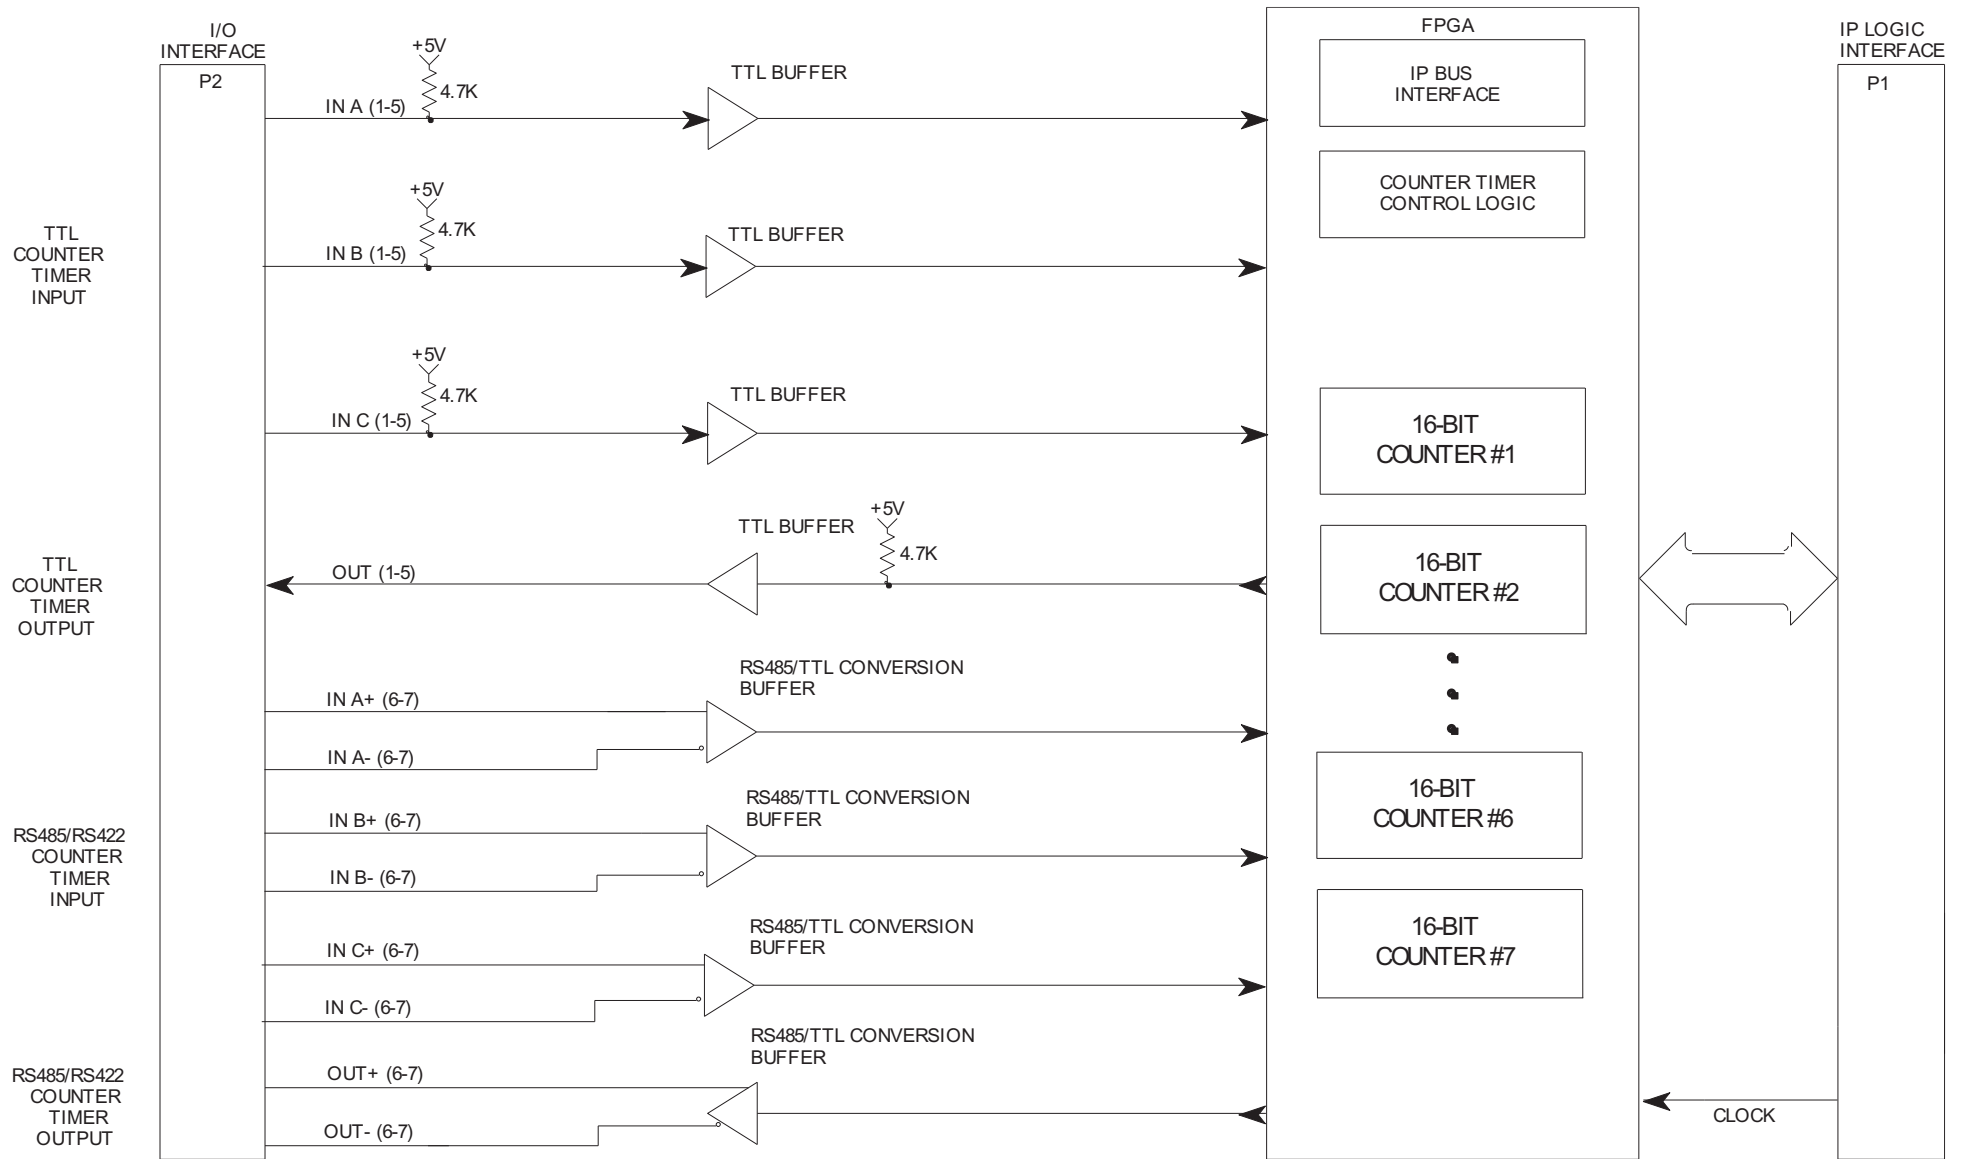 I/O
INTERFACE
P2
+5V
4.7K
IN A (1-5)
TTL BUFFER
+5V
4.7K
IN B (1-5)
TTL BUFFER
TTL
COUNTER
TIMER
INPUT
+5V
4.7K
IN C (1-5)
TTL BUFFER
TTL
COUNTER
TIMER
OUTPUT
OUT (1-5)
TTL BUFFER
+5V
4.7K
RS485/TTL CONVERSION
BUFFER
IN A+ (6-7)
IN A- (6-7)
RS485/RS422
COUNTER
TIMER
INPUT
IN B+ (6-7)
IN B- (6-7)
RS485/TTL CONVERSION
BUFFER
IN C+ (6-7)
IN C- (6-7)
RS485/TTL CONVERSION
BUFFER
RS485/RS422
COUNTER
TIMER
OUTPUT
OUT+ (6-7)
OUT- (6-7)
RS485/TTL CONVERSION
BUFFER
FPGA
IP BUS
INTERFACE
COUNTER TIMER
CONTROL LOGIC
16-BIT
COUNTER #1
16-BIT
COUNTER #2
16-BIT
COUNTER #6
16-BIT
COUNTER #7
IP LOGIC
INTERFACE
P1
CLOCK